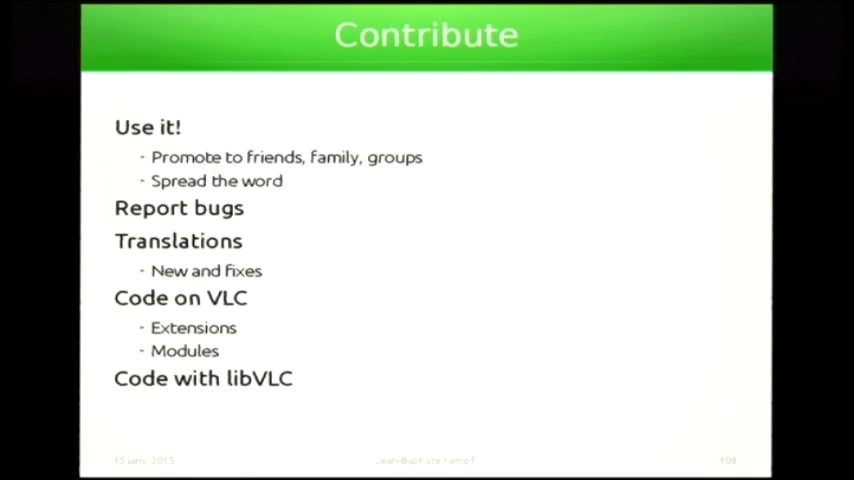 Contribute
Use it!
- Promote to friends, family, groups
- Spread the word
Report bugs
Translations
- New and fixes
Code on VLC
- Extensions
- Modules
Code with libVLC
15 janv. 2015
Jean-Baptiste Kempf
108